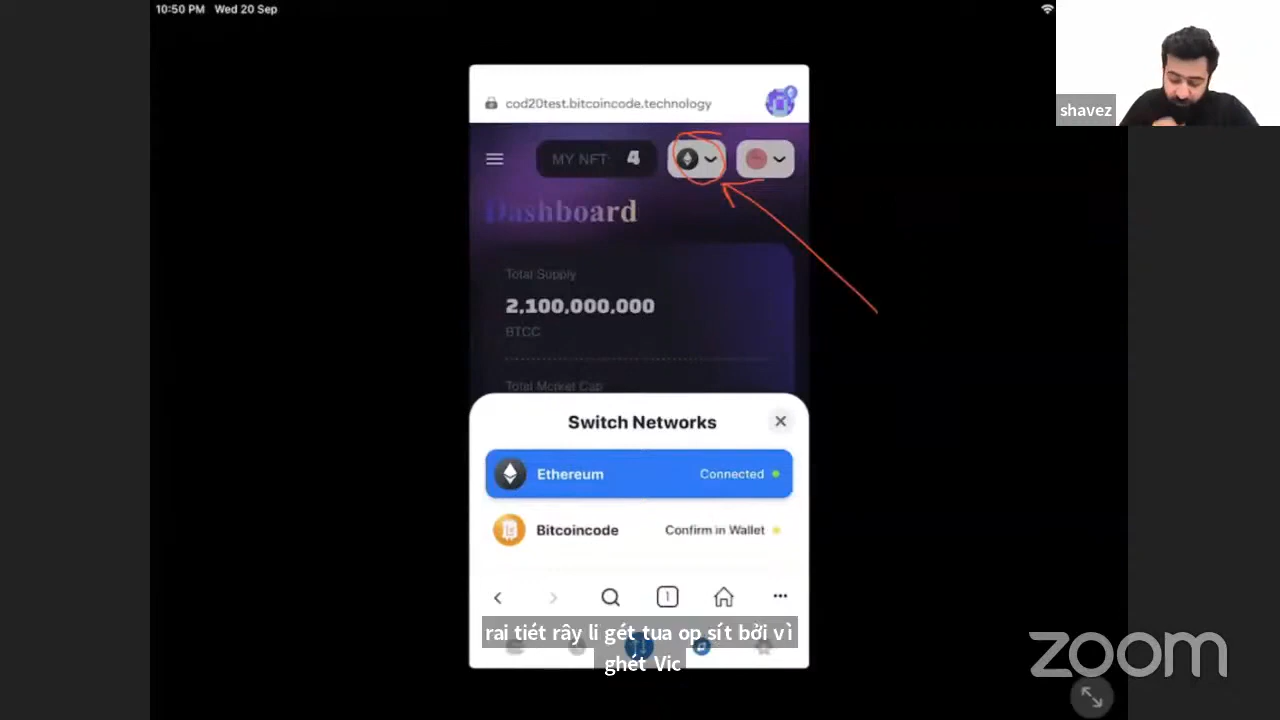 10:50 PM Wed 20 Sep
shavez
cod20test.bitcoincode.technology
MY NFT: 4
Dashboard
Total Supply
2,100,000,000
BTCC
Total Market Cap
Switch Networks
Ethereum Connected
Bitcoincode Confirm in Wallet
1
rai tiét rây li gét tua op sít bởi vì
ghét Vic
zoom